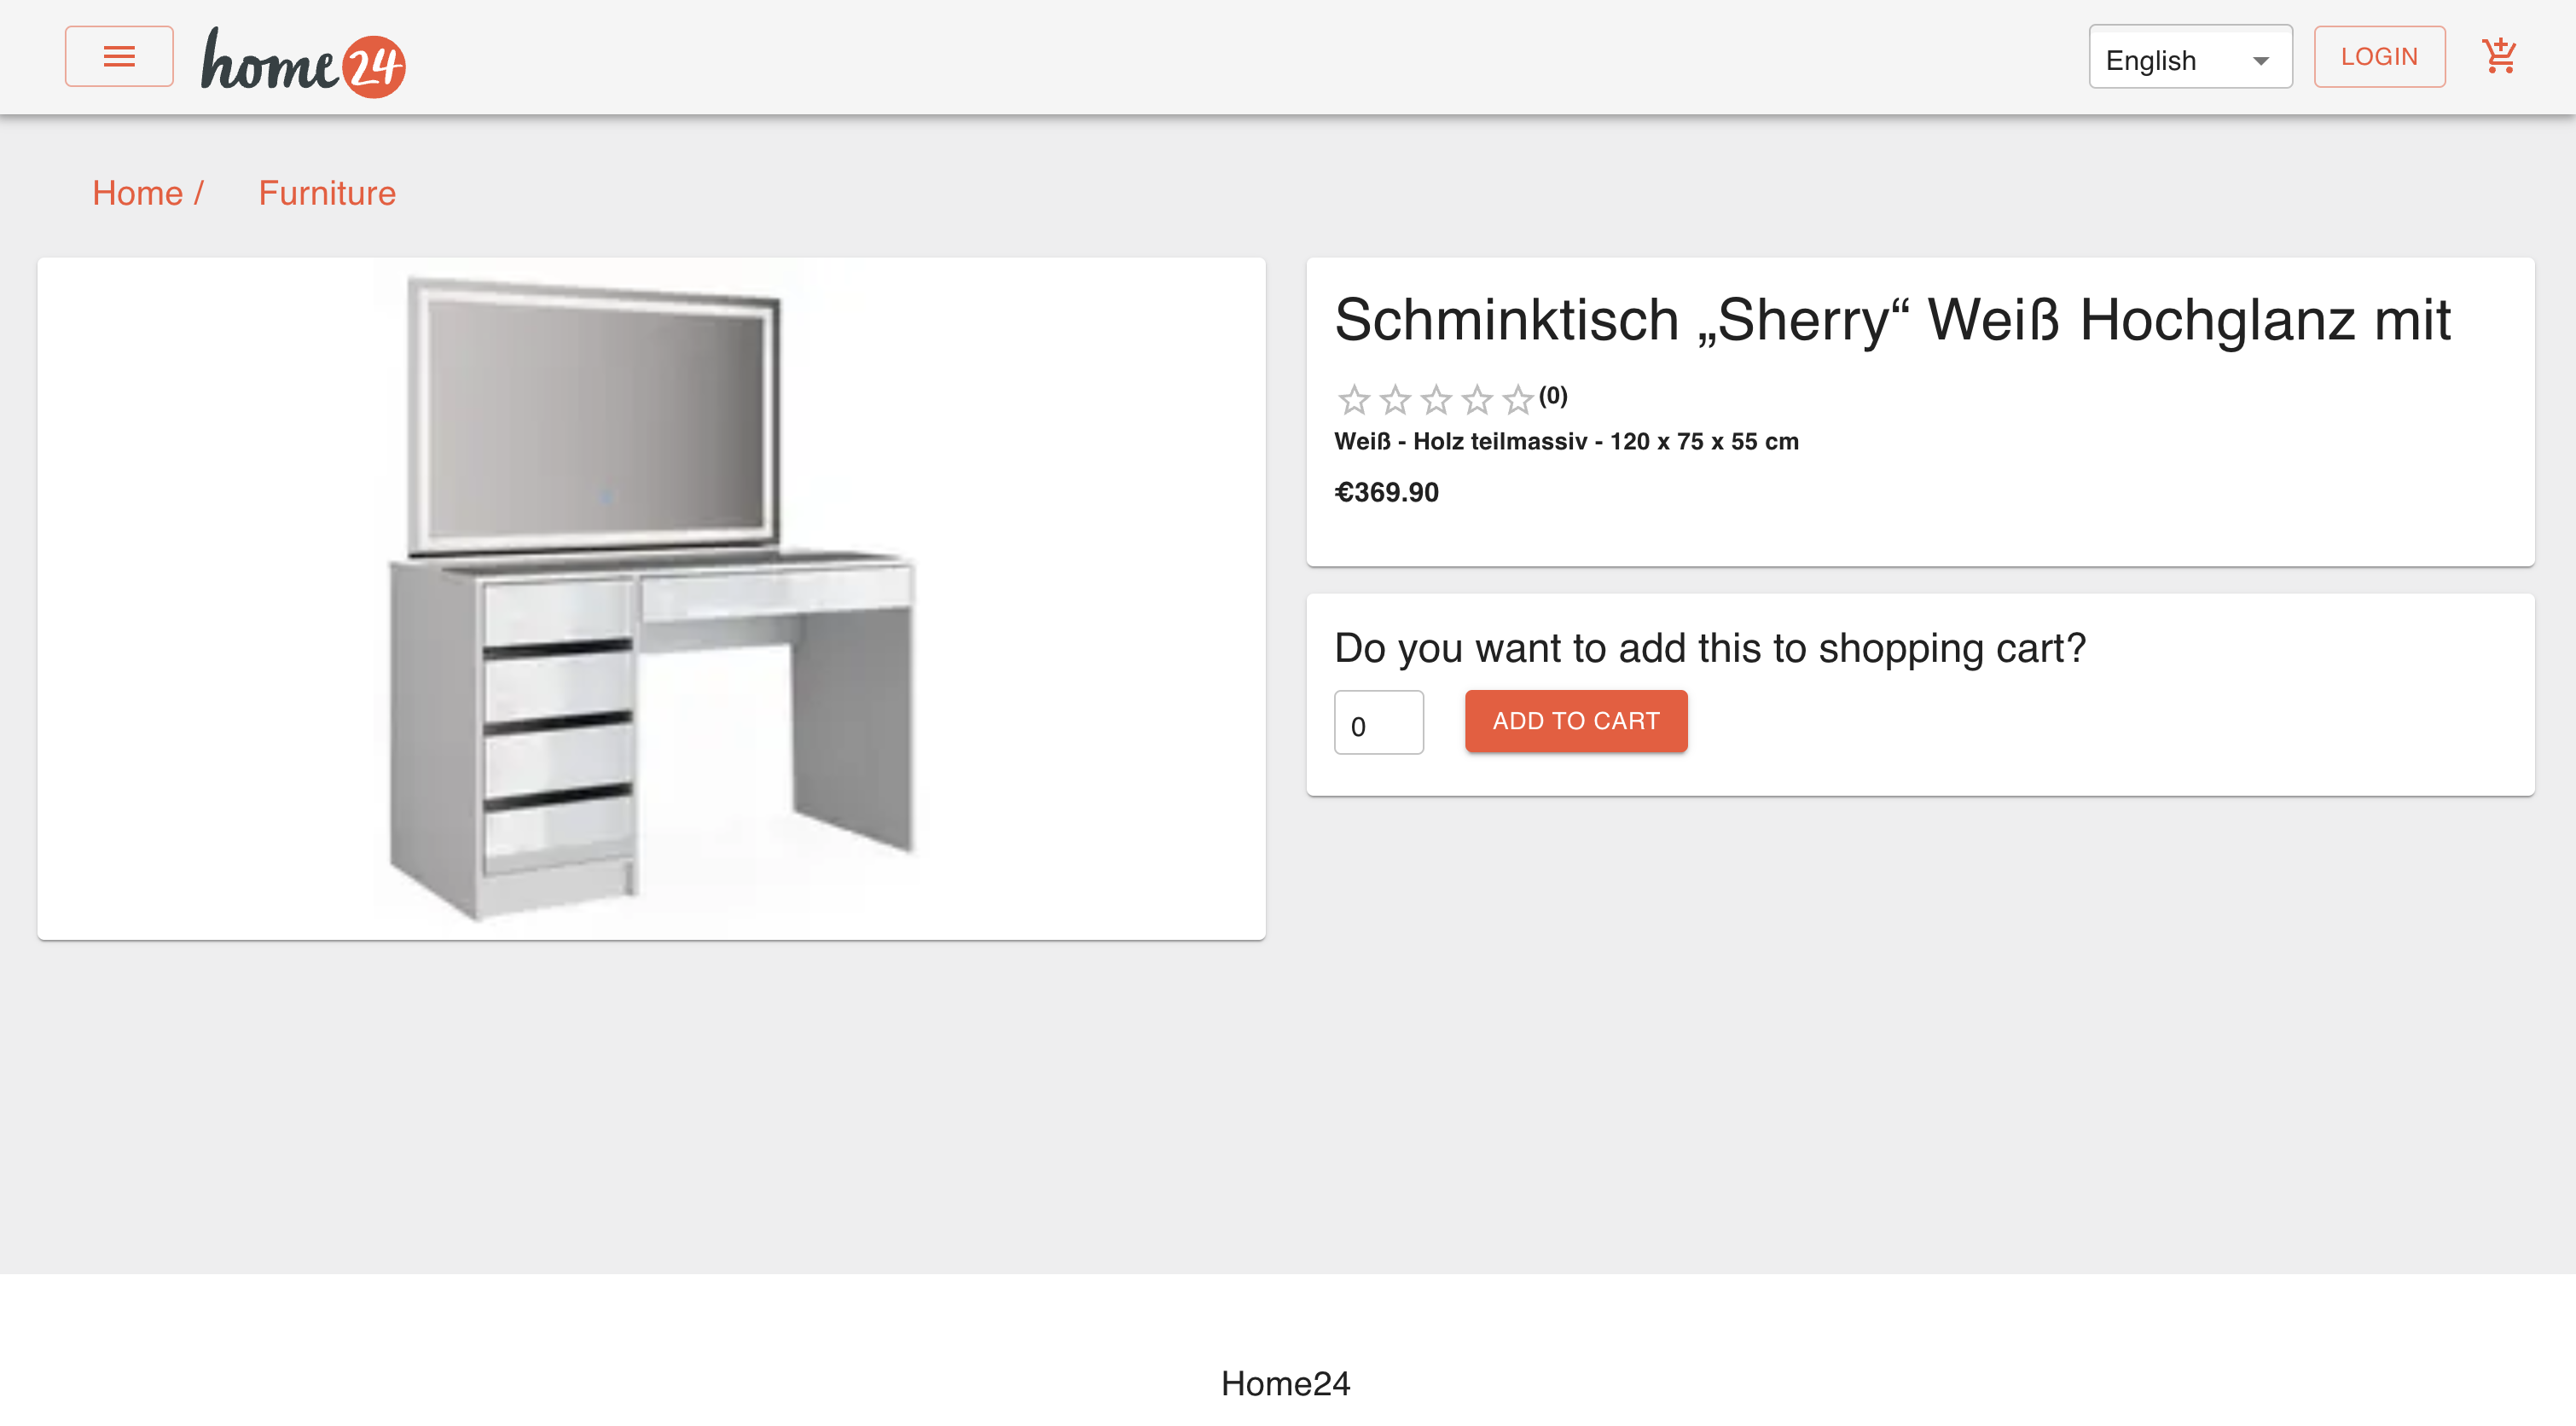 home24
English
LOGIN
Home / Furniture
Schminktisch „Sherry“ Weiß Hochglanz mit
(0)
Weiß - Holz teilmassiv - 120 x 75 x 55 cm
€369.90
Do you want to add this to shopping cart?
0
ADD TO CART
Home24